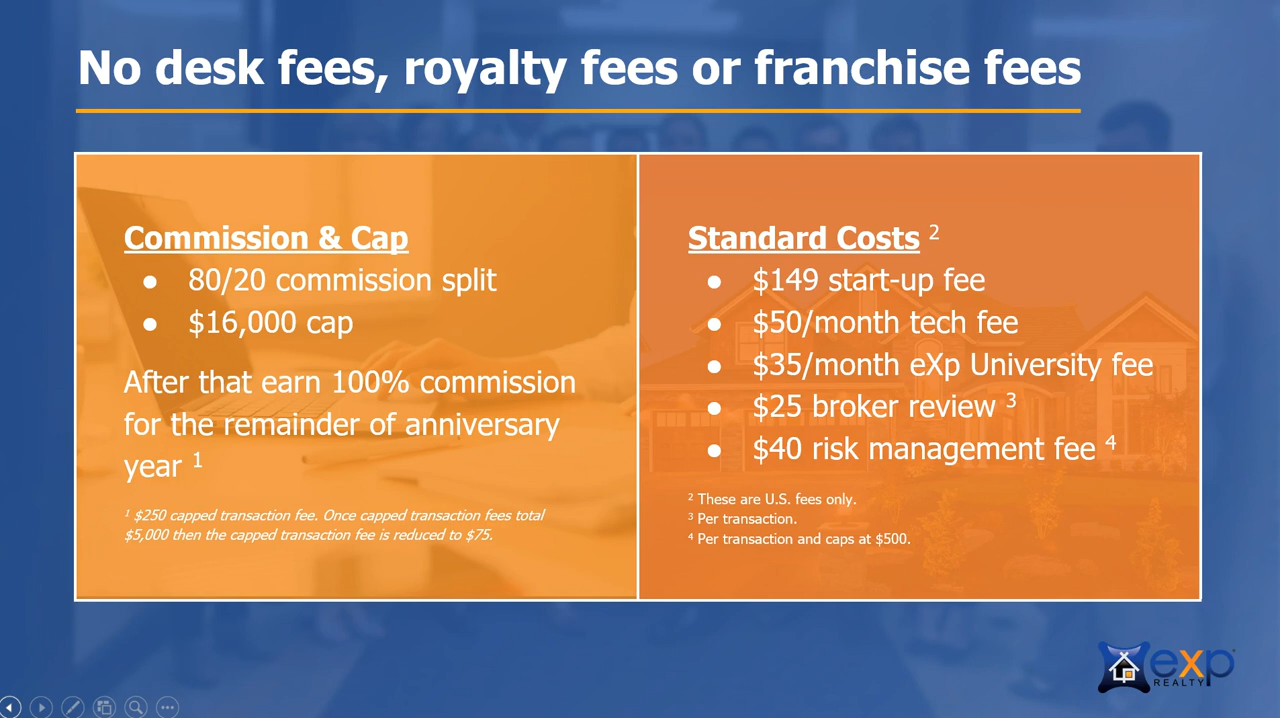 No desk fees, royalty fees or franchise fees
Commission & Cap
● 80/20 commission split
● $16,000 cap
After that earn 100% commission
for the remainder of anniversary
year ¹
¹ $250 capped transaction fee. Once capped transaction fees total
$5,000 then the capped transaction fee is reduced to $75.
Standard Costs ²
● $149 start-up fee
● $50/month tech fee
● $35/month eXp University fee
● $25 broker review ³
● $40 risk management fee ⁴
² These are U.S. fees only.
³ Per transaction.
⁴ Per transaction and caps at $500.
exp
REALTY